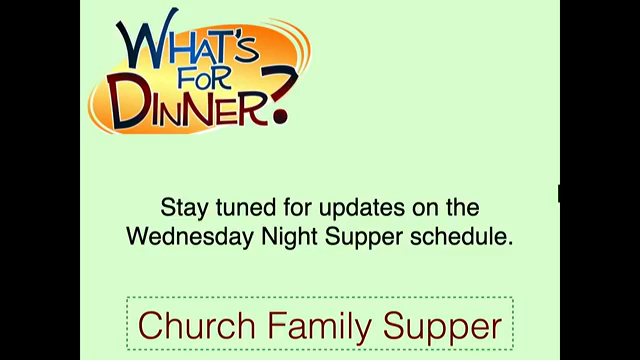 WHAT'S
FOR
DINNER?
Stay tuned for updates on the
Wednesday Night Supper schedule.
Church Family Supper